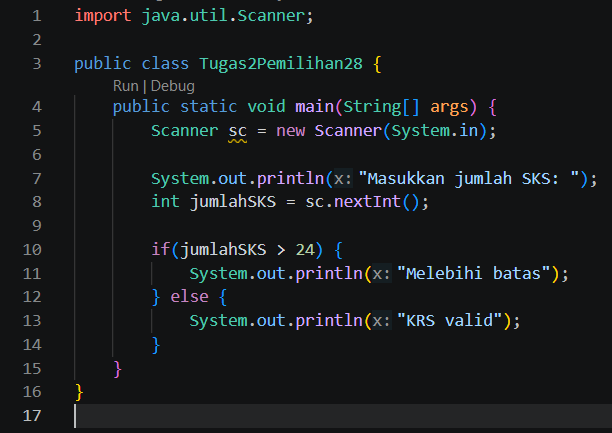 1 import java.util.Scanner;
2
3 public class Tugas2Pemilihan28 {
Run | Debug
4 public static void main(String[] args) {
5 Scanner sc = new Scanner(System.in);
6
7 System.out.println(x: "Masukkan jumlah SKS: ");
8 int jumlahSKS = sc.nextInt();
9
10 if(jumlahSKS > 24) {
11 System.out.println(x: "Melebihi batas");
12 } else {
13 System.out.println(x: "KRS valid");
14 }
15 }
16 }
17